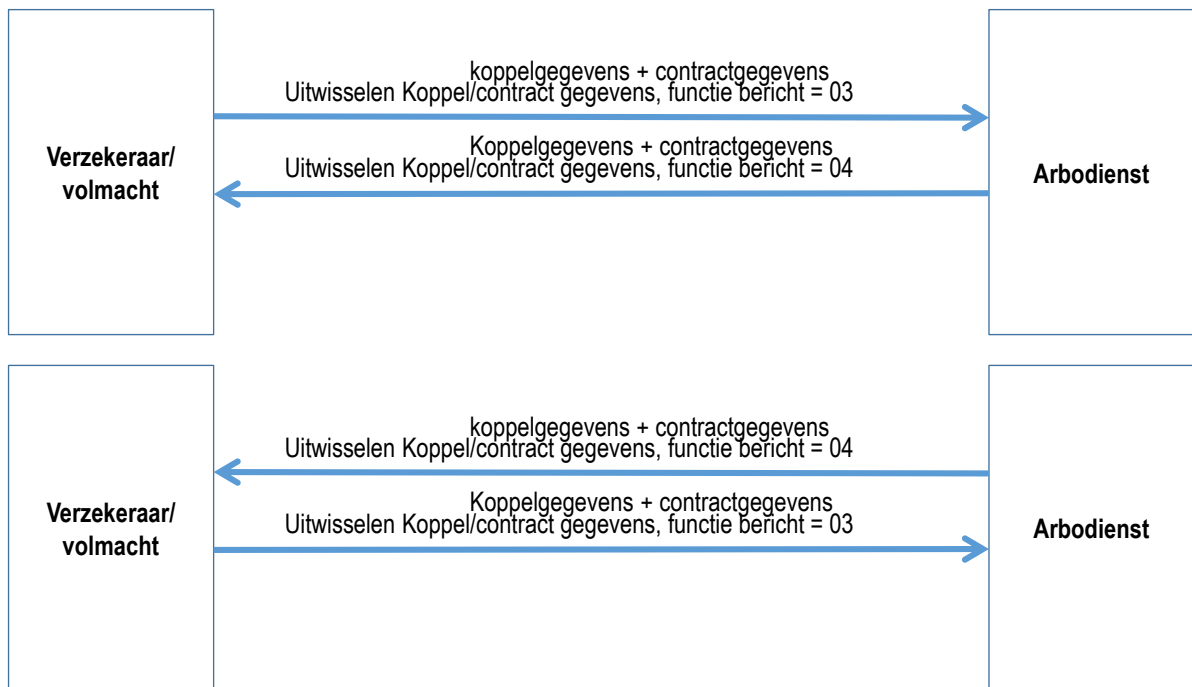 koppelgegevens + contractgegevens
Uitwisselen Koppel/contract gegevens, functie bericht = 03
Verzekeraar/
volmacht
Koppelgegevens + contractgegevens
Uitwisselen Koppel/contract gegevens, functie bericht = 04
Arbodienst
koppelgegevens + contractgegevens
Uitwisselen Koppel/contract gegevens, functie bericht = 04
Verzekeraar/
volmacht
Koppelgegevens + contractgegevens
Uitwisselen Koppel/contract gegevens, functie bericht = 03
Arbodienst